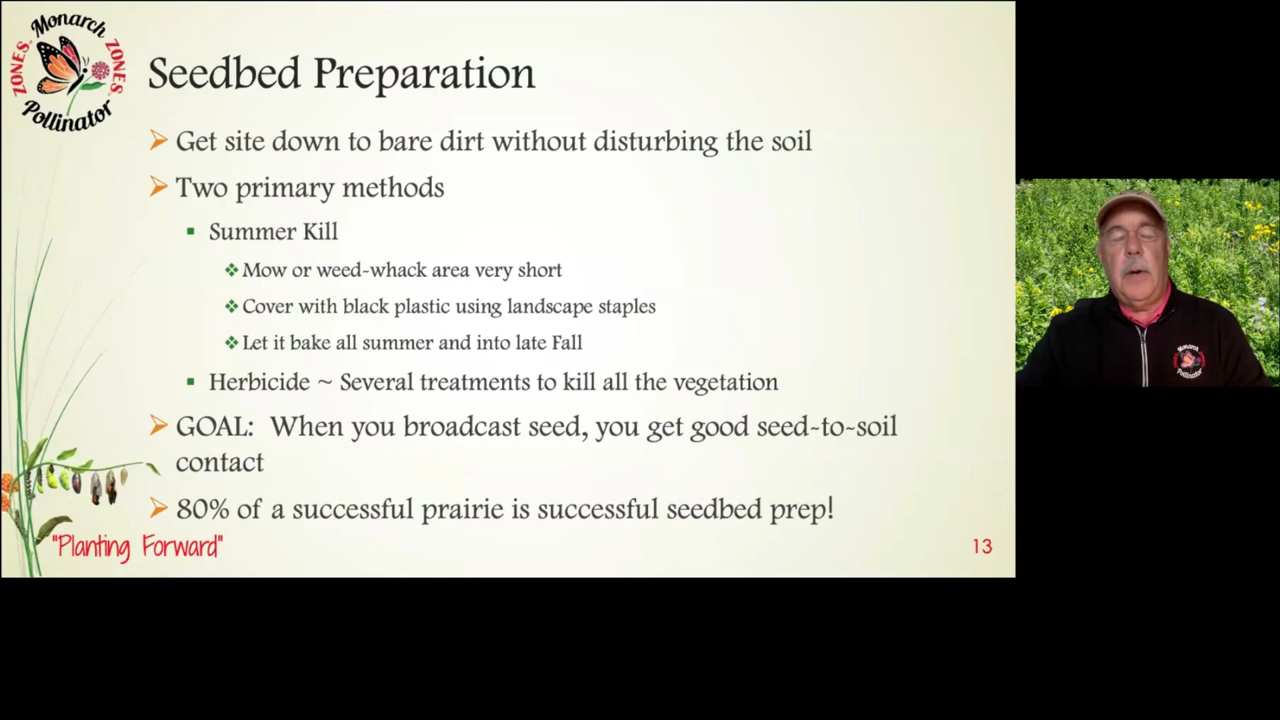 Monarch
ZONES
ZONES
Pollinator
Seedbed Preparation
Get site down to bare dirt without disturbing the soil
Two primary methods
Summer Kill
Mow or weed-whack area very short
Cover with black plastic using landscape staples
Let it bake all summer and into late Fall
Herbicide ~ Several treatments to kill all the vegetation
GOAL: When you broadcast seed, you get good seed-to-soil
contact
80% of a successful prairie is successful seedbed prep!
"Planting Forward"
13
Monarch
Pollinator